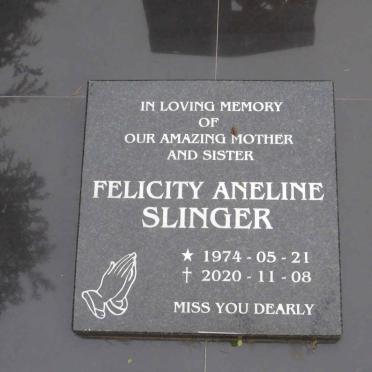 IN LOVING MEMORY
OF
OUR AMAZING MOTHER
AND SISTER
FELICITY ANELINE
SLINGER
★ 1974 - 05 - 21
† 2020 - 11 - 08
MISS YOU DEARLY